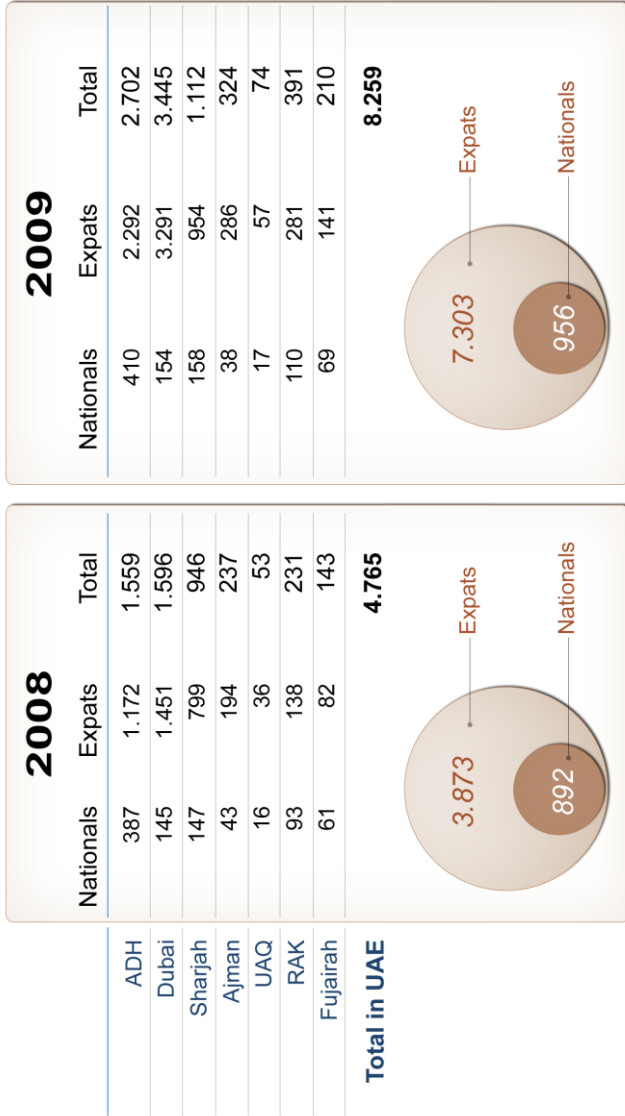 2008 2009
Nationals Expats Total Nationals Expats Total
ADH 387 1.172 1.559 410 2.292 2.702
Dubai 145 1.451 1.596 154 3.291 3.445
Sharjah 147 799 946 158 954 1.112
Ajman 43 194 237 38 286 324
UAQ 16 36 53 17 57 74
RAK 93 138 231 110 281 391
Fujairah 61 82 143 69 141 210
Total in UAE 4.765 8.259
3.873 Expats 7.303 Expats
892 Nationals 956 Nationals